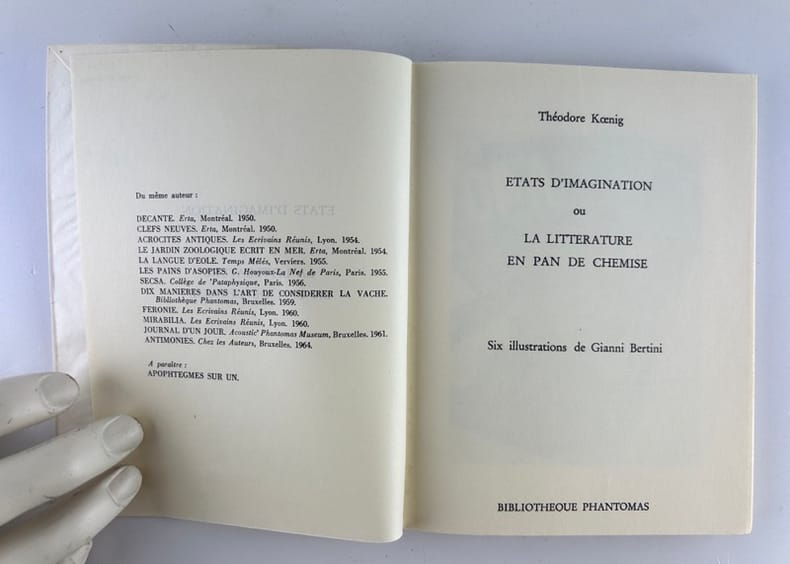 Du même auteur :
DECANTE. Erta, Montréal. 1950.
CLEFS NEUVES. Erta, Montréal. 1950.
ACROCITES ANTIQUES. Les Ecrivains Réunis, Lyon. 1954.
LE JARDIN ZOOLOGIQUE ECRIT EN MER. Erta, Montréal. 1954.
LA LANGUE D'EOLE. Temps Mêlés, Verviers. 1955.
LES PAINS D'ASOPIES. G. Houyoux-La Nef de Paris, Paris. 1955.
SECSA. Collège de 'Pataphysique, Paris. 1956.
DIX MANIERES DANS L'ART DE CONSIDERER LA VACHE.
Bibliothèque Phantomas, Bruxelles. 1959.
FERONIE. Les Ecrivains Réunis, Lyon. 1960.
MIRABILIA. Les Ecrivains Réunis, Lyon. 1960.
JOURNAL D'UN JOUR. Acoustic' Phantomas Museum, Bruxelles. 1961.
ANTIMONIES. Chez les Auteurs, Bruxelles. 1964.
A paraître :
APOPHTEGMES SUR UN.
Théodore Kœnig
ETATS D'IMAGINATION
ou
LA LITTERATURE
EN PAN DE CHEMISE
Six illustrations de Gianni Bertini
BIBLIOTHEQUE PHANTOMAS